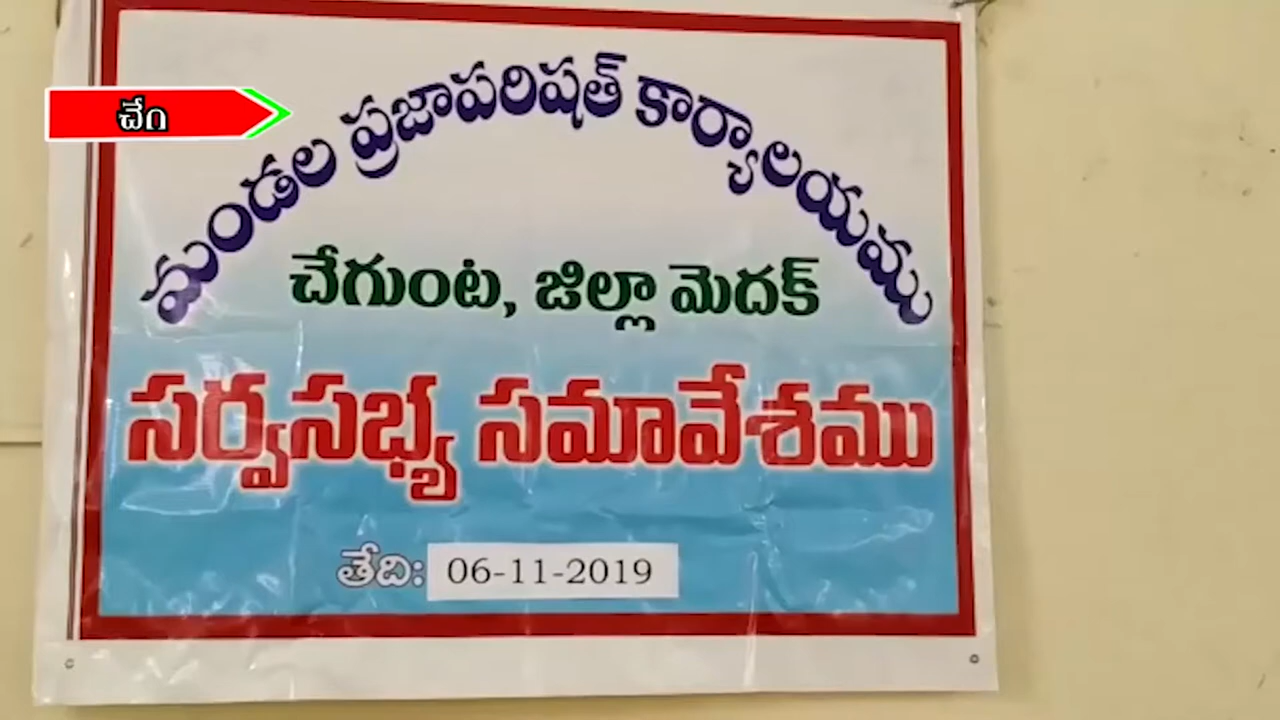 చేగ
మండల ప్రజాపరిషత్ కార్యాలయము
చేగుంట, జిల్లా మెదక్
సర్వసభ్య సమావేశము
తేది: 06-11-2019